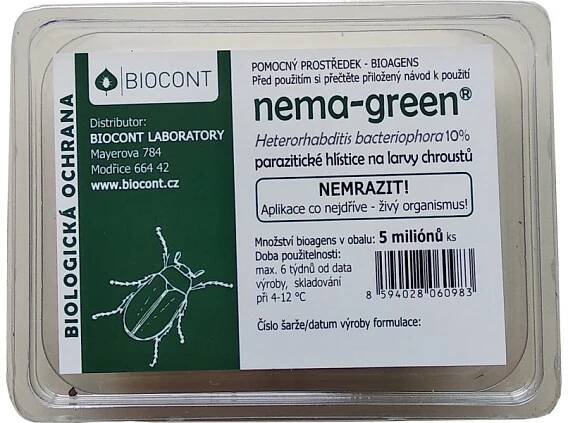 BIOLOGICKÁ OCHRANA
BIOCONT
Distributor:
BIOCONT LABORATORY
Mayerova 784
Modřice 664 42
www.biocont.cz
POMOCNÝ PROSTŘEDEK - BIOAGENS
Před použitím si přečtěte přiložený návod k použití
nema-green®
Heterorhabditis bacteriophora 10%
parazitické hlístice na larvy chroustů
NEMRAZIT!
Aplikace co nejdříve - živý organismus!
Množství bioagens v obalu: 5 miliónů ks
Doba použitelnosti:
max. 6 týdnů od data
výroby, skladování
při 4-12 °C
8 594028 060983
Číslo šarže/datum výroby formulace: